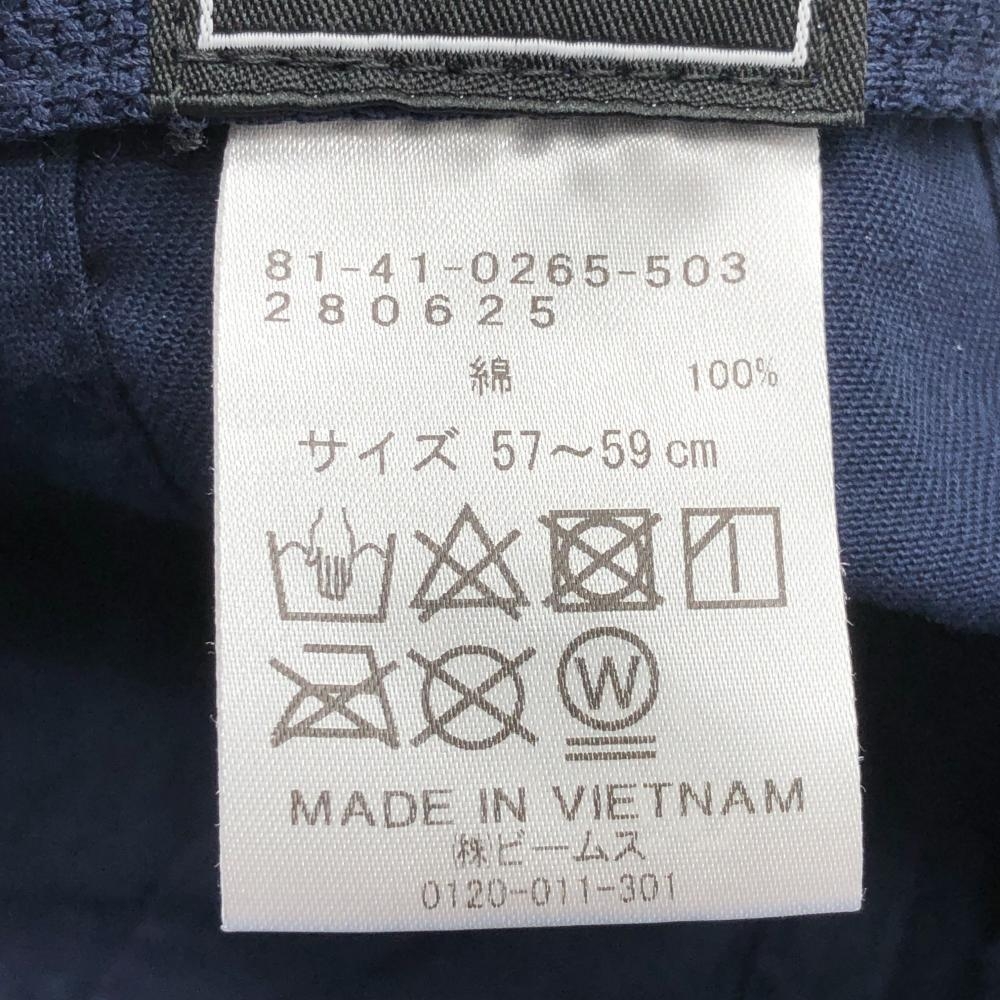 81-41-0265-503
280625
綿 100%
サイズ 57～59cm
W
MADE IN VIETNAM
㈱ビームス
0120-011-301